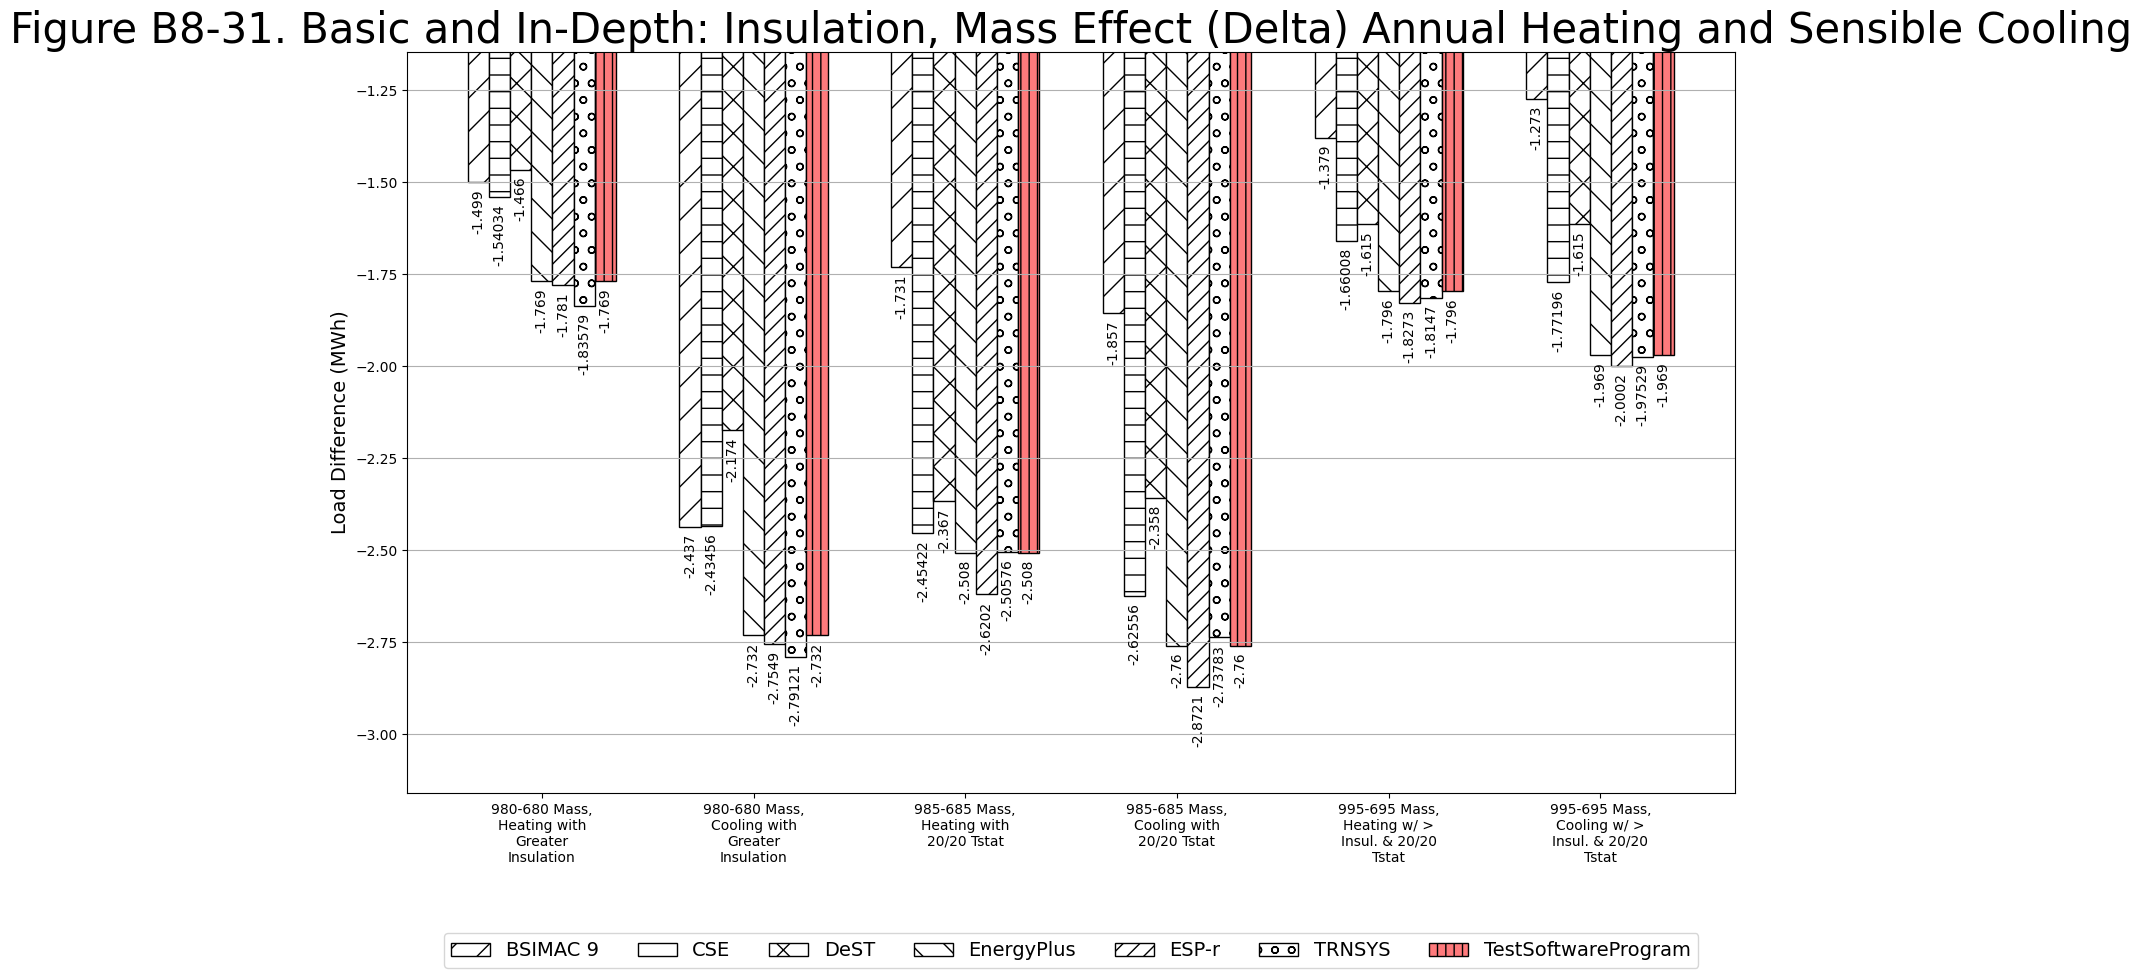 Figure B8-31. Basic and In-Depth: Insulation, Mass Effect (Delta) Annual Heating and Sensible Cooling
Load Difference (MWh)
−1.25
−1.50
−1.75
−2.00
−2.25
−2.50
−2.75
−3.00
-1.499
-1.54034
-1.466
-1.769
-1.781
-1.83579
-1.769
-2.437
-2.43456
-2.174
-2.732
-2.7549
-2.79121
-2.732
-1.731
-2.45422
-2.367
-2.508
-2.6202
-2.50576
-2.508
-1.857
-2.62556
-2.358
-2.76
-2.8721
-2.73783
-2.76
-1.379
-1.66008
-1.615
-1.796
-1.8273
-1.8147
-1.796
-1.273
-1.77196
-1.615
-1.969
-2.0002
-1.97529
-1.969
980-680 Mass,
Heating with
Greater
Insulation
980-680 Mass,
Cooling with
Greater
Insulation
985-685 Mass,
Heating with
20/20 Tstat
985-685 Mass,
Cooling with
20/20 Tstat
995-695 Mass,
Heating w/ >
Insul. & 20/20
Tstat
995-695 Mass,
Cooling w/ >
Insul. & 20/20
Tstat
BSIMAC 9
CSE
DeST
EnergyPlus
ESP-r
TRNSYS
TestSoftwareProgram